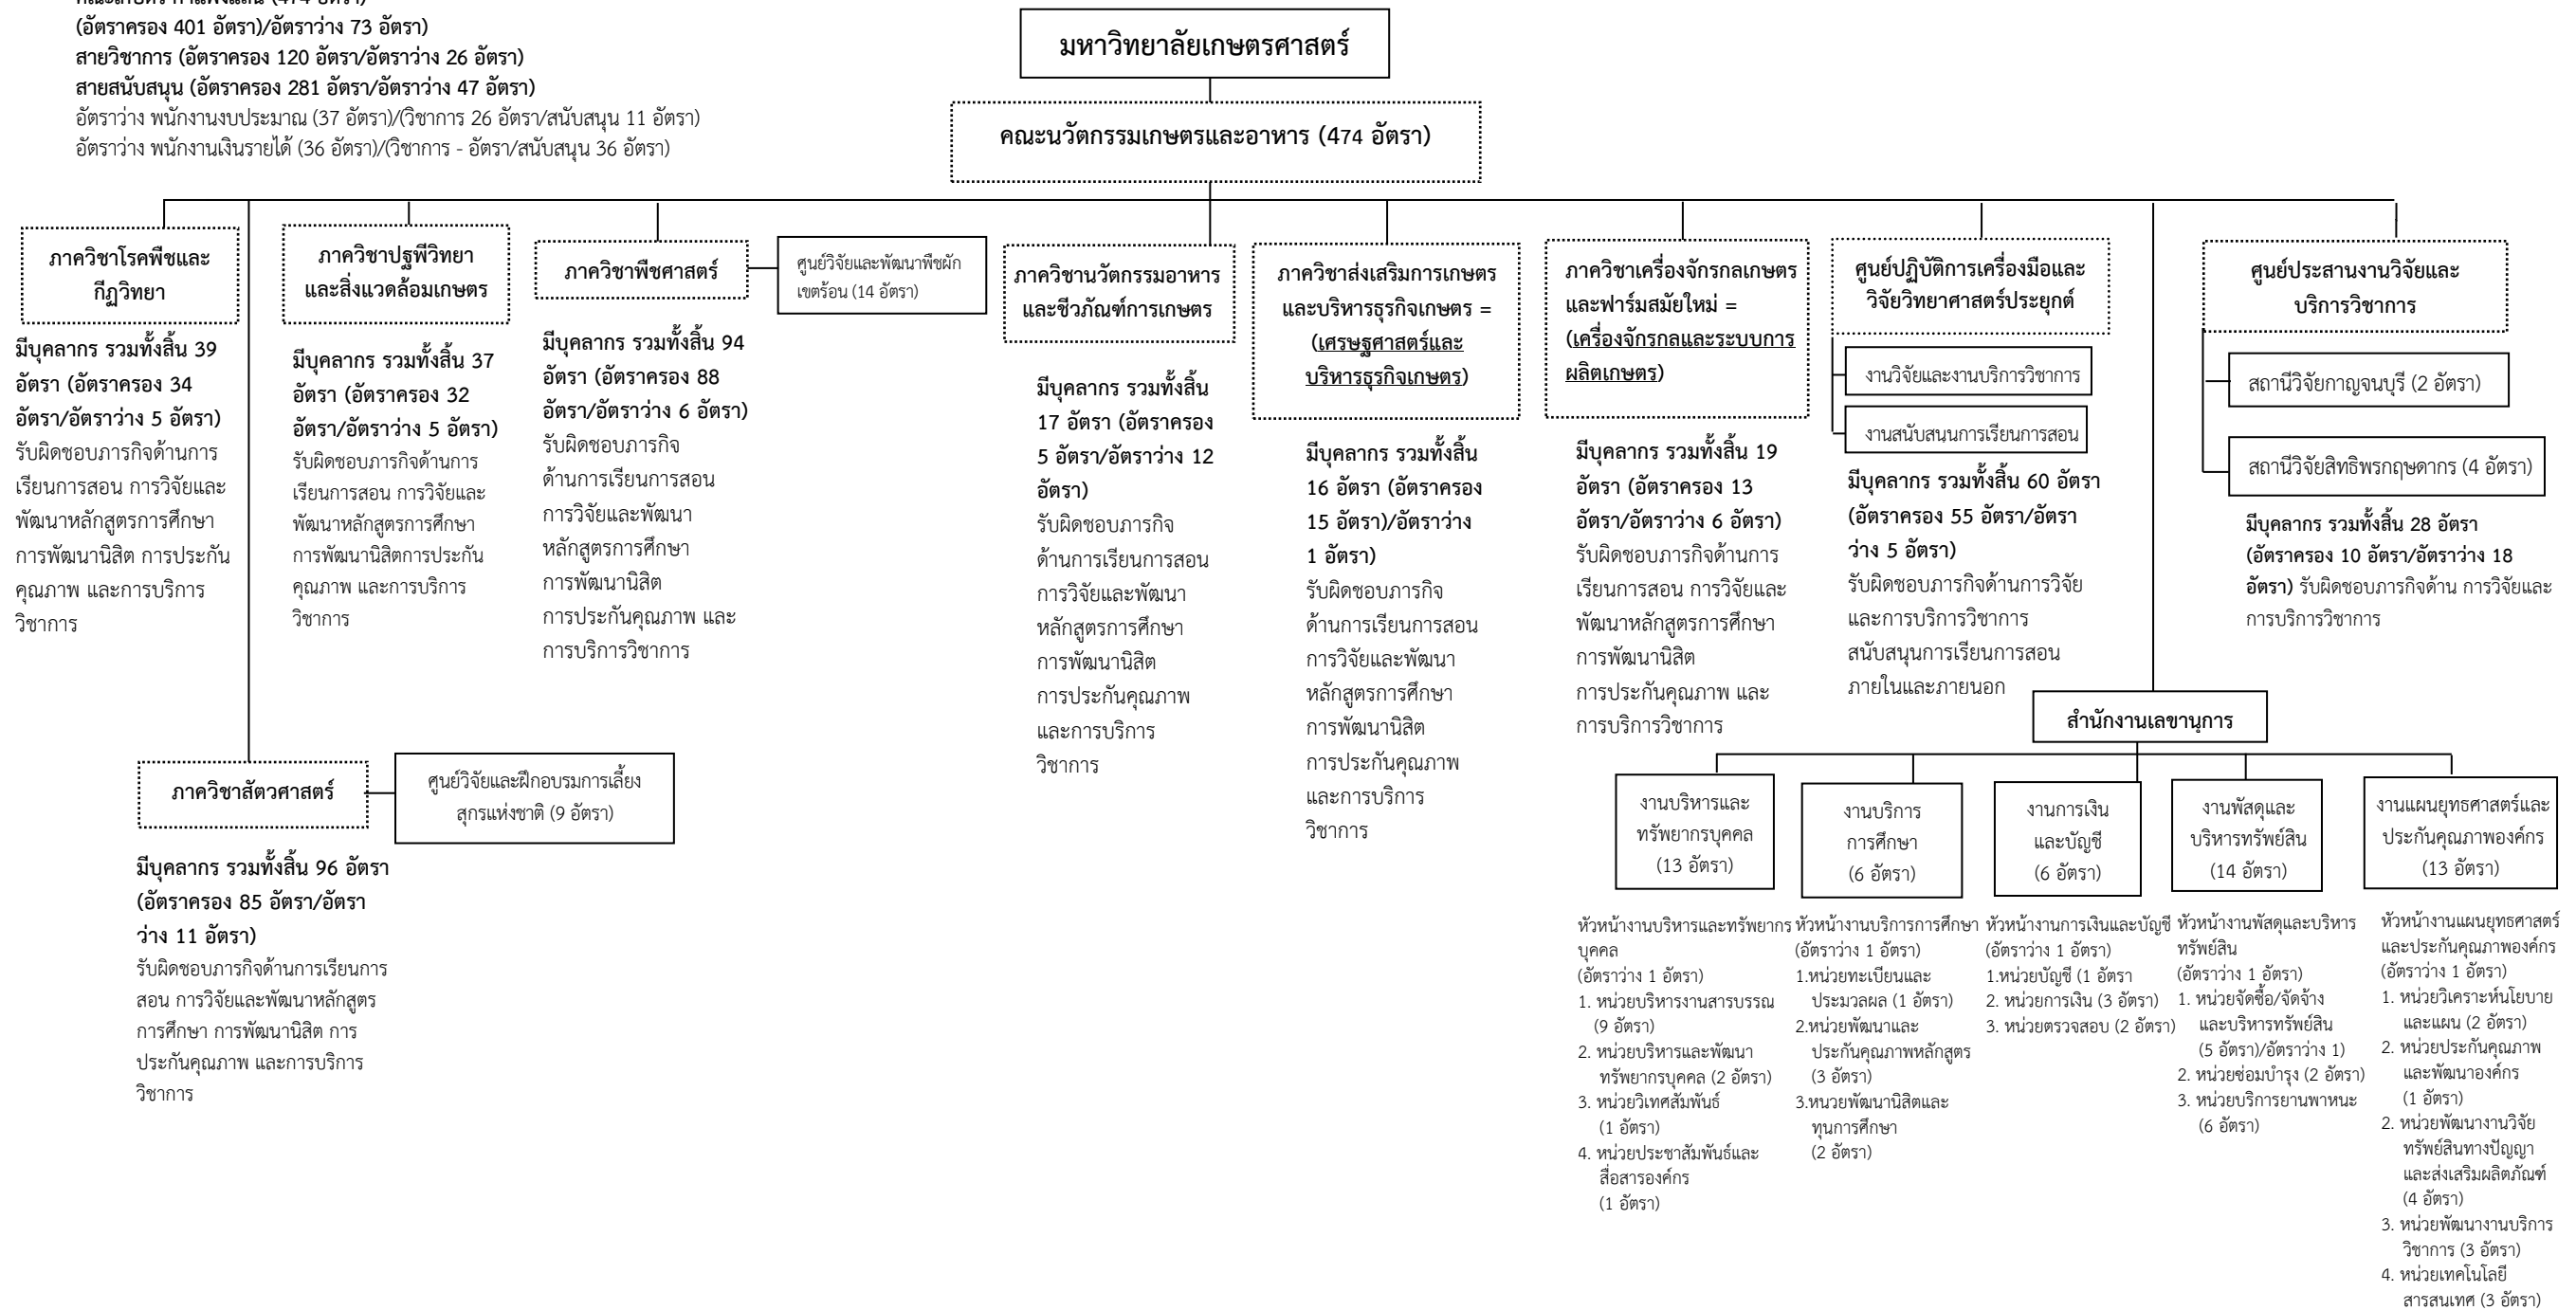 (อัตราครอง 401 อัตรา)/อัตราว่าง 73 อัตรา)
สายวิชาการ (อัตราครอง 120 อัตรา/อัตราว่าง 26 อัตรา)
สายสนับสนุน (อัตราครอง 281 อัตรา/อัตราว่าง 47 อัตรา)
อัตราว่าง พนักงานงบประมาณ (37 อัตรา)/(วิชาการ 26 อัตรา/สนับสนุน 11 อัตรา)
อัตราว่าง พนักงานเงินรายได้ (36 อัตรา)/(วิชาการ - อัตรา/สนับสนุน 36 อัตรา)
มหาวิทยาลัยเกษตรศาสตร์
คณะนวัตกรรมเกษตรและอาหาร (474 อัตรา)
ภาควิชาโรคพืชและ
กีฏวิทยา
มีบุคลากร รวมทั้งสิ้น 39
อัตรา (อัตราครอง 34
อัตรา/อัตราว่าง 5 อัตรา)
รับผิดชอบภารกิจด้านการ
เรียนการสอน การวิจัยและ
พัฒนาหลักสูตรการศึกษา
การพัฒนานิสิต การประกัน
คุณภาพ และการบริการ
วิชาการ
ภาควิชาปฐพีวิทยา
และสิ่งแวดล้อมเกษตร
มีบุคลากร รวมทั้งสิ้น 37
อัตรา (อัตราครอง 32
อัตรา/อัตราว่าง 5 อัตรา)
รับผิดชอบภารกิจด้านการ
เรียนการสอน การวิจัยและ
พัฒนาหลักสูตรการศึกษา
การพัฒนานิสิตการประกัน
คุณภาพ และการบริการ
วิชาการ
ภาควิชาพืชศาสตร์
ศูนย์วิจัยและพัฒนาพืชผัก
เขตร้อน (14 อัตรา)
มีบุคลากร รวมทั้งสิ้น 94
อัตรา (อัตราครอง 88
อัตรา/อัตราว่าง 6 อัตรา)
รับผิดชอบภารกิจ
ด้านการเรียนการสอน
การวิจัยและพัฒนา
หลักสูตรการศึกษา
การพัฒนานิสิต
การประกันคุณภาพ และ
การบริการวิชาการ
ภาควิชานวัตกรรมอาหาร
และชีวภัณฑ์การเกษตร
มีบุคลากร รวมทั้งสิ้น
17 อัตรา (อัตราครอง
5 อัตรา/อัตราว่าง 12
อัตรา)
รับผิดชอบภารกิจ
ด้านการเรียนการสอน
การวิจัยและพัฒนา
หลักสูตรการศึกษา
การพัฒนานิสิต
การประกันคุณภาพ
และการบริการ
วิชาการ
ภาควิชาส่งเสริมการเกษตร
และบริหารธุรกิจเกษตร =
(เศรษฐศาสตร์และ
บริหารธุรกิจเกษตร)
มีบุคลากร รวมทั้งสิ้น
16 อัตรา (อัตราครอง
15 อัตรา)/อัตราว่าง
1 อัตรา)
รับผิดชอบภารกิจ
ด้านการเรียนการสอน
การวิจัยและพัฒนา
หลักสูตรการศึกษา
การพัฒนานิสิต
การประกันคุณภาพ
และการบริการ
วิชาการ
ภาควิชาเครื่องจักรกลเกษตร
และฟาร์มสมัยใหม่ =
(เครื่องจักรกลและระบบการ
ผลิตเกษตร)
มีบุคลากร รวมทั้งสิ้น 19
อัตรา (อัตราครอง 13
อัตรา/อัตราว่าง 6 อัตรา)
รับผิดชอบภารกิจด้านการ
เรียนการสอน การวิจัยและ
พัฒนาหลักสูตรการศึกษา
การพัฒนานิสิต
การประกันคุณภาพ และ
การบริการวิชาการ
ศูนย์ปฏิบัติการเครื่องมือและ
วิจัยวิทยาศาสตร์ประยุกต์
งานวิจัยและงานบริการวิชาการ
งานสนับสนุนการเรียนการสอน
มีบุคลากร รวมทั้งสิ้น 60 อัตรา
(อัตราครอง 55 อัตรา/อัตรา
ว่าง 5 อัตรา)
รับผิดชอบภารกิจด้านการวิจัย
และการบริการวิชาการ
สนับสนุนการเรียนการสอน
ภายในและภายนอก
ศูนย์ประสานงานวิจัยและ
บริการวิชาการ
สถานีวิจัยกาญจนบุรี (2 อัตรา)
สถานีวิจัยสิทธิพรกฤษดากร (4 อัตรา)
มีบุคลากร รวมทั้งสิ้น 28 อัตรา
(อัตราครอง 10 อัตรา/อัตราว่าง 18
อัตรา) รับผิดชอบภารกิจด้าน การวิจัยและ
การบริการวิชาการ
ภาควิชาสัตวศาสตร์
ศูนย์วิจัยและฝึกอบรมการเลี้ยง
สุกรแห่งชาติ (9 อัตรา)
มีบุคลากร รวมทั้งสิ้น 96 อัตรา
(อัตราครอง 85 อัตรา/อัตรา
ว่าง 11 อัตรา)
รับผิดชอบภารกิจด้านการเรียนการ
สอน การวิจัยและพัฒนาหลักสูตร
การศึกษา การพัฒนานิสิต การ
ประกันคุณภาพ และการบริการ
วิชาการ
สำนักงานเลขานุการ
งานบริหารและ
ทรัพยากรบุคคล
(13 อัตรา)
หัวหน้างานบริหารและทรัพยากร
บุคคล
(อัตราว่าง 1 อัตรา)
1. หน่วยบริหารงานสารบรรณ
(9 อัตรา)
2. หน่วยบริหารและพัฒนา
ทรัพยากรบุคคล (2 อัตรา)
3. หน่วยวิเทศสัมพันธ์
(1 อัตรา)
4. หน่วยประชาสัมพันธ์และ
สื่อสารองค์กร
(1 อัตรา)
งานบริการ
การศึกษา
(6 อัตรา)
หัวหน้างานบริการการศึกษา
(อัตราว่าง 1 อัตรา)
1.หน่วยทะเบียนและ
ประมวลผล (1 อัตรา)
2.หน่วยพัฒนาและ
ประกันคุณภาพหลักสูตร
(3 อัตรา)
3.หนวยพัฒนานิสิตและ
ทุนการศึกษา
(2 อัตรา)
งานการเงิน
และบัญชี
(6 อัตรา)
หัวหน้างานการเงินและบัญชี
(อัตราว่าง 1 อัตรา)
1.หน่วยบัญชี (1 อัตรา
2. หน่วยการเงิน (3 อัตรา)
3. หน่วยตรวจสอบ (2 อัตรา)
งานพัสดุและ
บริหารทรัพย์สิน
(14 อัตรา)
หัวหน้างานพัสดุและบริหาร
ทรัพย์สิน
(อัตราว่าง 1 อัตรา)
1. หน่วยจัดซื้อ/จัดจ้าง
และบริหารทรัพย์สิน
(5 อัตรา)/อัตราว่าง 1)
2. หน่วยซ่อมบำรุง (2 อัตรา)
3. หน่วยบริการยานพาหนะ
(6 อัตรา)
งานแผนยุทธศาสตร์และ
ประกันคุณภาพองค์กร
(13 อัตรา)
หัวหน้างานแผนยุทธศาสตร์
และประกันคุณภาพองค์กร
(อัตราว่าง 1 อัตรา)
1. หน่วยวิเคราะห์นโยบาย
และแผน (2 อัตรา)
2. หน่วยประกันคุณภาพ
และพัฒนาองค์กร
(1 อัตรา)
2. หน่วยพัฒนางานวิจัย
ทรัพย์สินทางปัญญา
และส่งเสริมผลิตภัณฑ์
(4 อัตรา)
3. หน่วยพัฒนางานบริการ
วิชาการ (3 อัตรา)
4. หน่วยเทคโนโลยี
สารสนเทศ (3 อัตรา)